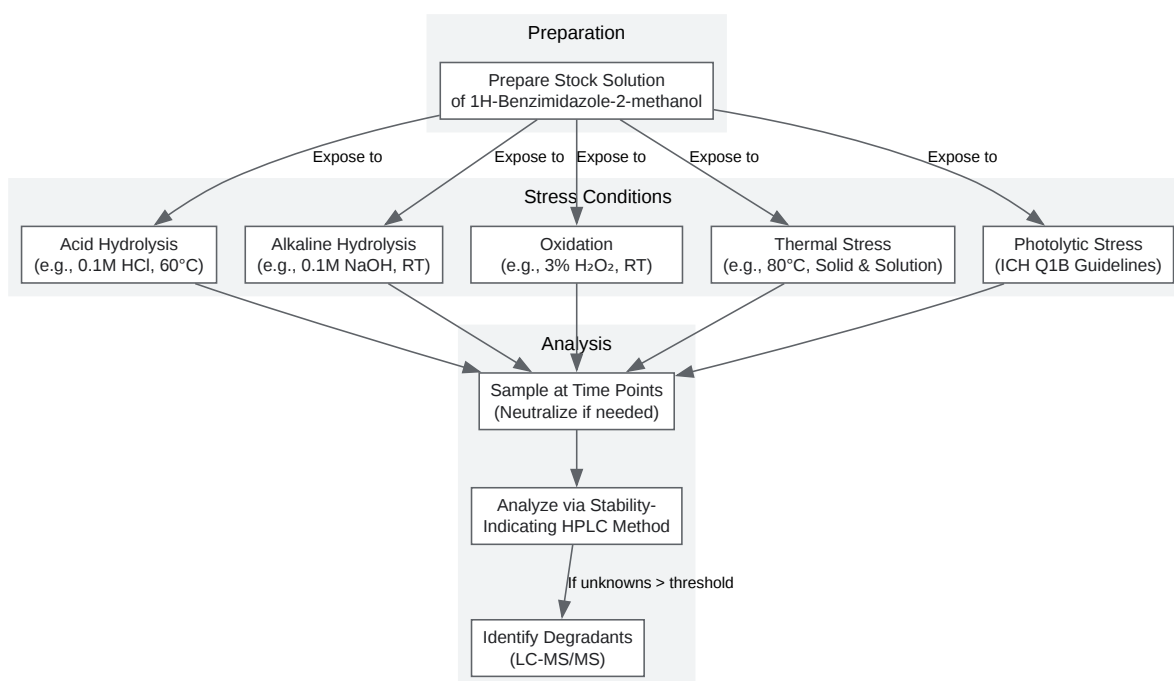 Preparation
Prepare Stock Solution
of 1H-Benzimidazole-2-methanol
Expose to
Expose to
Expose to
Expose to
Expose to
Stress Conditions
Acid Hydrolysis
(e.g., 0.1M HCl, 60°C)
Alkaline Hydrolysis
(e.g., 0.1M NaOH, RT)
Oxidation
(e.g., 3% H₂O₂, RT)
Thermal Stress
(e.g., 80°C, Solid & Solution)
Photolytic Stress
(ICH Q1B Guidelines)
Analysis
Sample at Time Points
(Neutralize if needed)
Analyze via Stability-
Indicating HPLC Method
If unknowns > threshold
Identify Degradants
(LC-MS/MS)